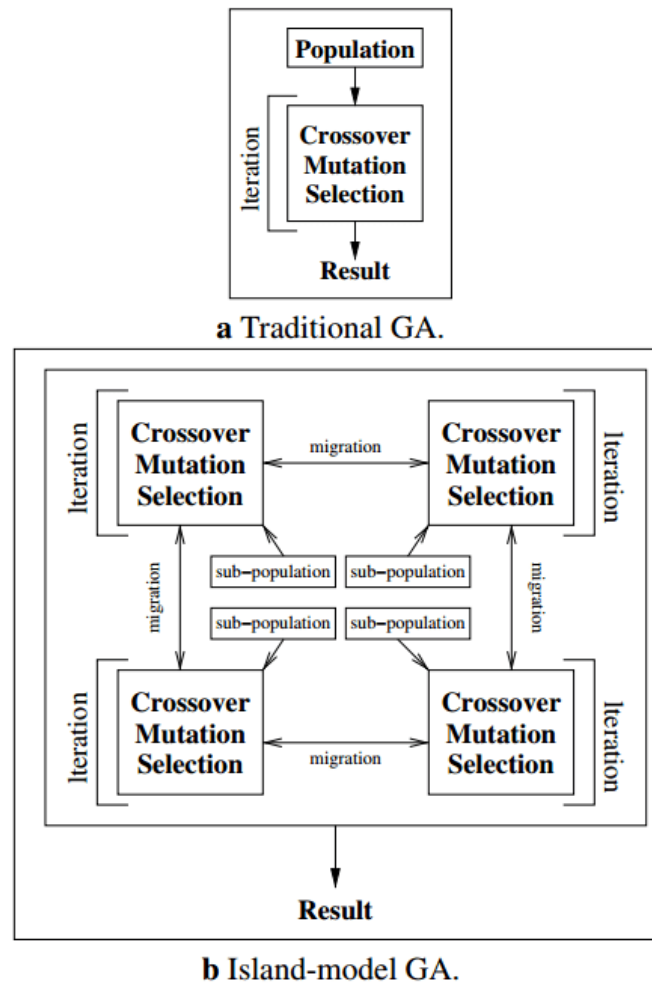 Population
Iteration
Crossover
Mutation
Selection
Result
a Traditional GA.
Iteration
Crossover
Mutation
Selection
migration
Crossover
Mutation
Selection
Iteration
migration
sub-population
sub-population
migration
sub-population
sub-population
Iteration
Crossover
Mutation
Selection
migration
Crossover
Mutation
Selection
Iteration
Result
b Island-model GA.